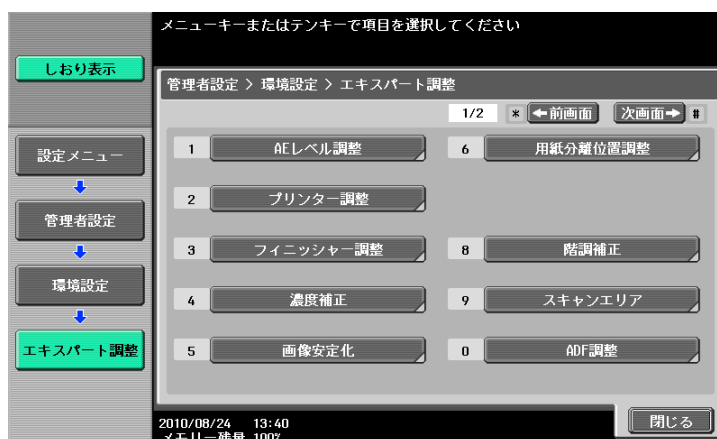 メニューキーまたはテンキーで項目を選択してください
しおり表示
管理者設定 > 環境設定 > エキスパート調整
1/2 * ←前画面 次画面→ #
設定メニュー
管理者設定
環境設定
エキスパート調整
1 AEレベル調整
2 プリンター調整
3 フィニッシャー調整
4 濃度補正
5 画像安定化
6 用紙分離位置調整
8 階調補正
9 スキャンエリア
0 ADF調整
2010/08/24 13:40
メモリー残量 100%
閉じる